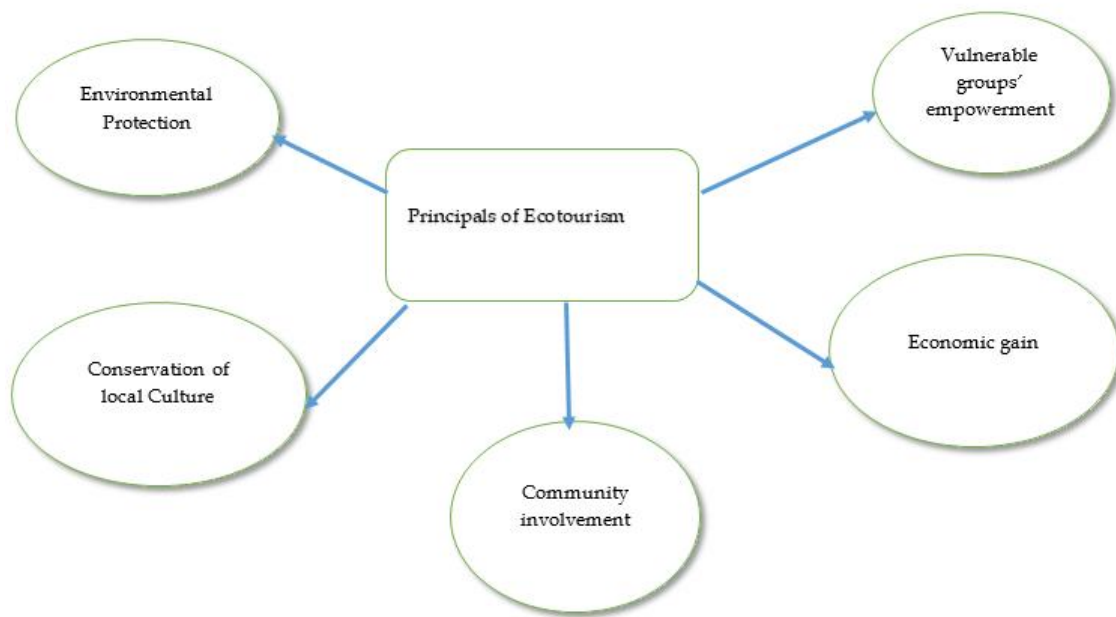 Environmental
Protection
Vulnerable
groups′
empowerment
Principals of Ecotourism
Conservation of
local Culture
Economic gain
Community
involvement